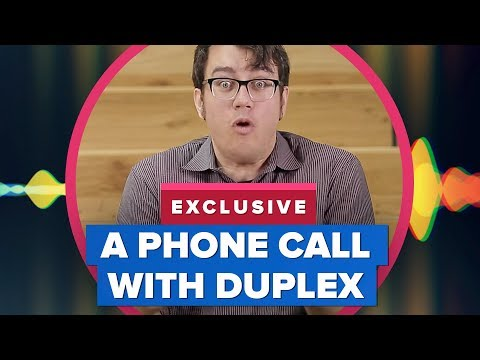 EXCLUSIVE
A PHONE CALL
WITH DUPLEX